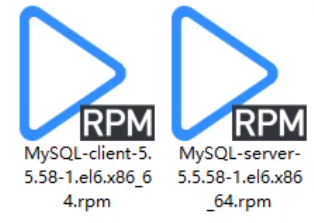 RPM
MySQL-client-5.
5.58-1.el6.x86_6
4.rpm
RPM
MySQL-server-
5.5.58-1.el6.x86
_64.rpm